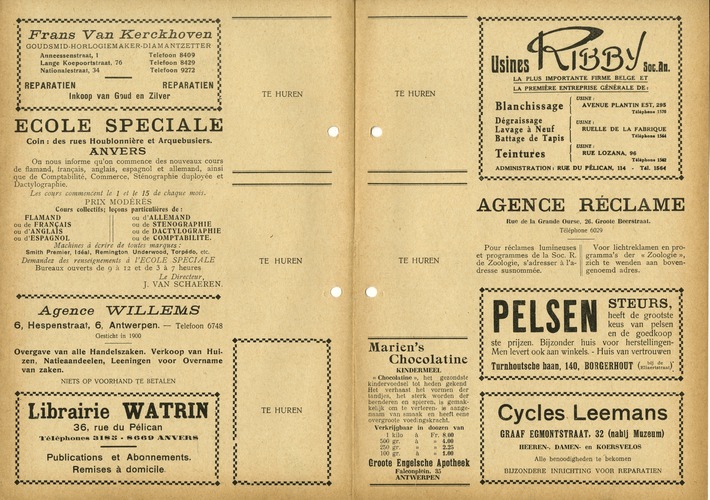 Frans Van Kerckhoven
GOUDSMID-HORLOGIEMAKER-DIAMANTZETTER
Anneessenstraat, 1 Telefoon 8409
Lange Koepoortstraat, 76 Telefoon 8429
Nationalestraat, 34 Telefoon 9272
REPARATIEN REPARATIEN
Inkoop van Goud en Zilver
ECOLE SPECIALE
Coin : des rues Houblonnière et Arquebusiers.
ANVERS
On nous informe qu'on commence des nouveaux cours
de flamand, français, anglais, espagnol et allemand, ainsi
que de Comptabilité, Commerce, Sténographie duployée et
Dactylographie.
Les cours commencent le 1 et le 15 de chaque mois.
PRIX MODÉRÉS
Cours collectifs; leçons particulières de :
FLAMAND ou d'ALLEMAND
ou de FRANÇAIS ou de STENOGRAPHIE
ou d'ANGLAIS ou de DACTYLOGRAPHIE
ou d'ESPAGNOL ou de COMPTABILITÉ.
Machines à écrire de toutes marques :
Smith Premier, Idéal, Remington, Underwood, Torpédo, etc.
Demandez des renseignements à l'ECOLE SPECIALE
Bureaux ouverts de 9 à 12 et de 3 à 7 heures
Le Directeur,
J. VAN SCHAEREN.
Agence WILLEMS
6, Hespenstraat, 6, Antwerpen. — Telefoon 6748
Gesticht in 1900
Overgave van alle Handelszaken. Verkoop van Hui-
zen, Natieaandeelen, Leeningen voor Overname
van zaken.
NIETS OP VOORHAND TE BETALEN
Librairie WATRIN
36, rue du Pélican
Téléphones 3183 - 8669 ANVERS
Publications et Abonnements.
Remises à domicile.
TE HUREN
TE HUREN
TE HUREN
TE HUREN
TE HUREN
Marien's
Chocolatine
KINDERMEEL
« Chocolatine », het gezondste
kindervoedsel tot heden gekend
Het verhaast het vormen der
tandjes, het sterk worder der
beenderen en spieren, is gemak-
kelijk om te verteren is aange-
naam van smaak en heeft eene
overgroote voedingskracht.
Verkrijgbaar in doozen van
1 kilo à Fr. 8.00
500 gr. à » 4.00
250 gr. à » 2.25
100 gr. à » 1.00
Groote Engelsche Apotheek
Falconplein, 35
ANTWERPEN
Usines RIBBY Soc. An.
LA PLUS IMPORTANTE FIRME BELGE ET
LA PREMIÈRE ENTREPRISE GÉNÉRALE DE :
Blanchissage USINE : AVENUE PLANTIN EST, 295
Dégraissage
Lavage à Neuf USINE : RUELLE DE LA FABRIQUE
Battage de Tapis Téléphone 1564
Teintures USINE : RUE LOZANA, 96
ADMINISTRATION : RUE DU PÉLICAN, 114 - Tél. 1564
AGENCE RÉCLAME
Rue de la Grande Ourse, 26, Groote Beerstraat.
Téléphone 6029
Pour réclames lumineuses
et programmes de la Soc. R.
de Zoologie, s'adresser à l'a-
dresse susnommée.
Voor lichtreklamen en pro-
gramma's der « Zoologie »,
zich te wenden aan boven-
genoemd adres.
PELSEN STEURS,
heeft de grootste
keus van pelsen
en de goedkoop
ste prijzen. Bijzonder huis voor herstellingen-
Men levert ook aan winkels. - Huis van vertrouwen
Turnhoutsche baan, 140, BORGERHOUT
Cycles Leemans
GRAAF EGMONTSTRAAT, 32 (nabij Muzeum)
HEEREN-, DAMEN- en KOERSVELOS
Alle benoodigheden te bekomen
BIJZONDERE INRICHTING VOOR REPARATIEN